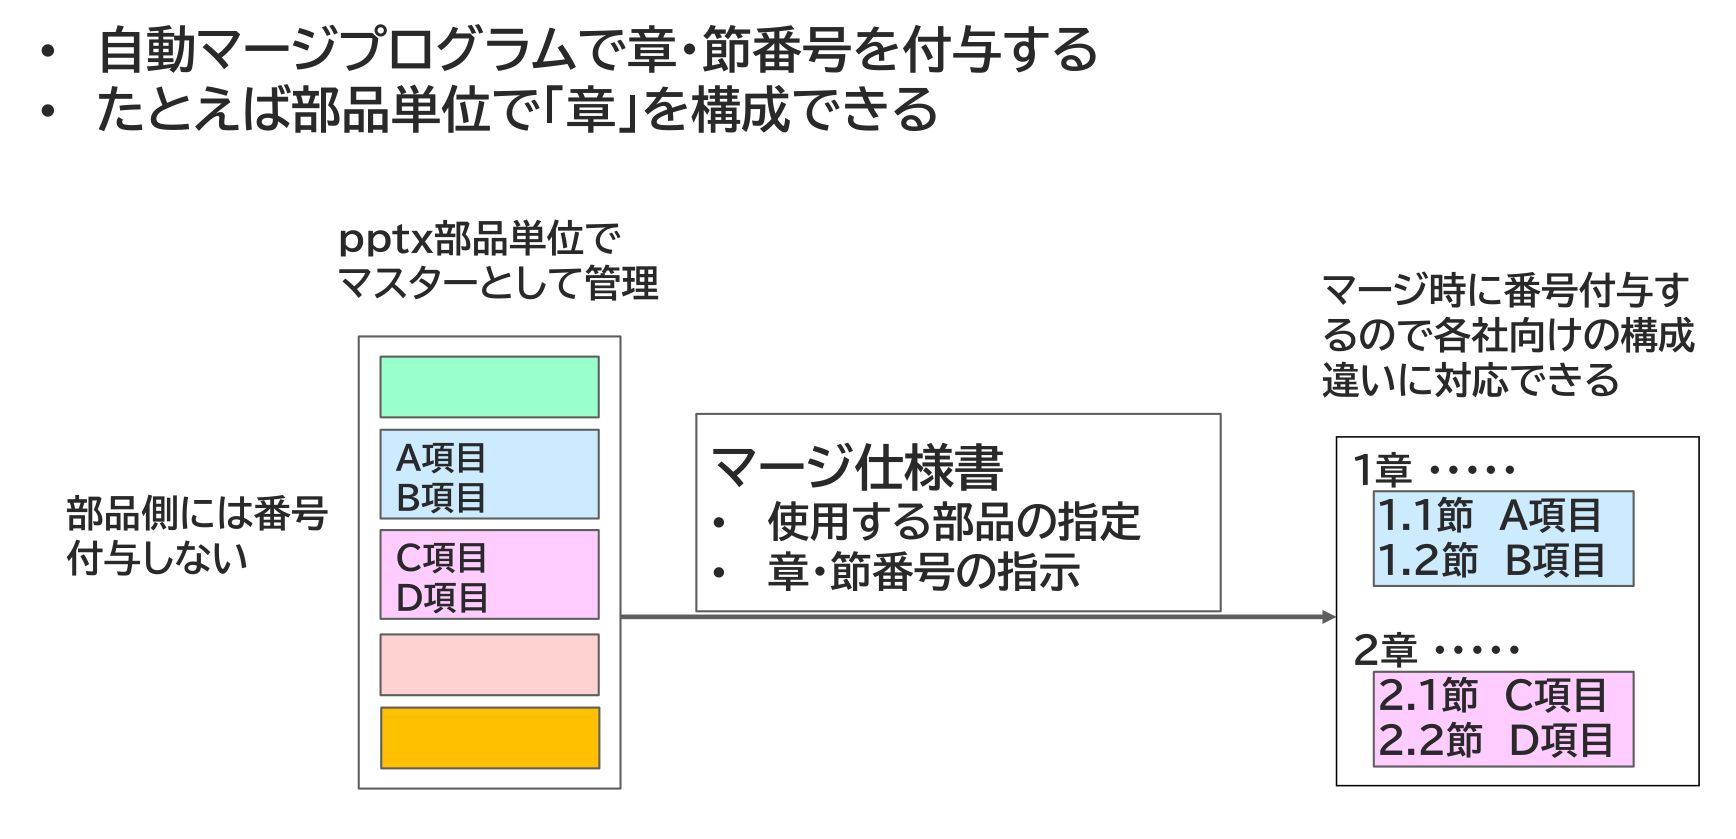 • 自動マージプログラムで章・節番号を付与する
• たとえば部品単位で「章」を構成できる
pptx部品単位で
マスターとして管理
マージ時に番号付与す
るので各社向けの構成
違いに対応できる
部品側には番号
付与しない
A項目
B項目
C項目
D項目
マージ仕様書
• 使用する部品の指定
• 章・節番号の指示
1章 ・・・・・
1.1節 A項目
1.2節 B項目
2章 ・・・・・
2.1節 C項目
2.2節 D項目